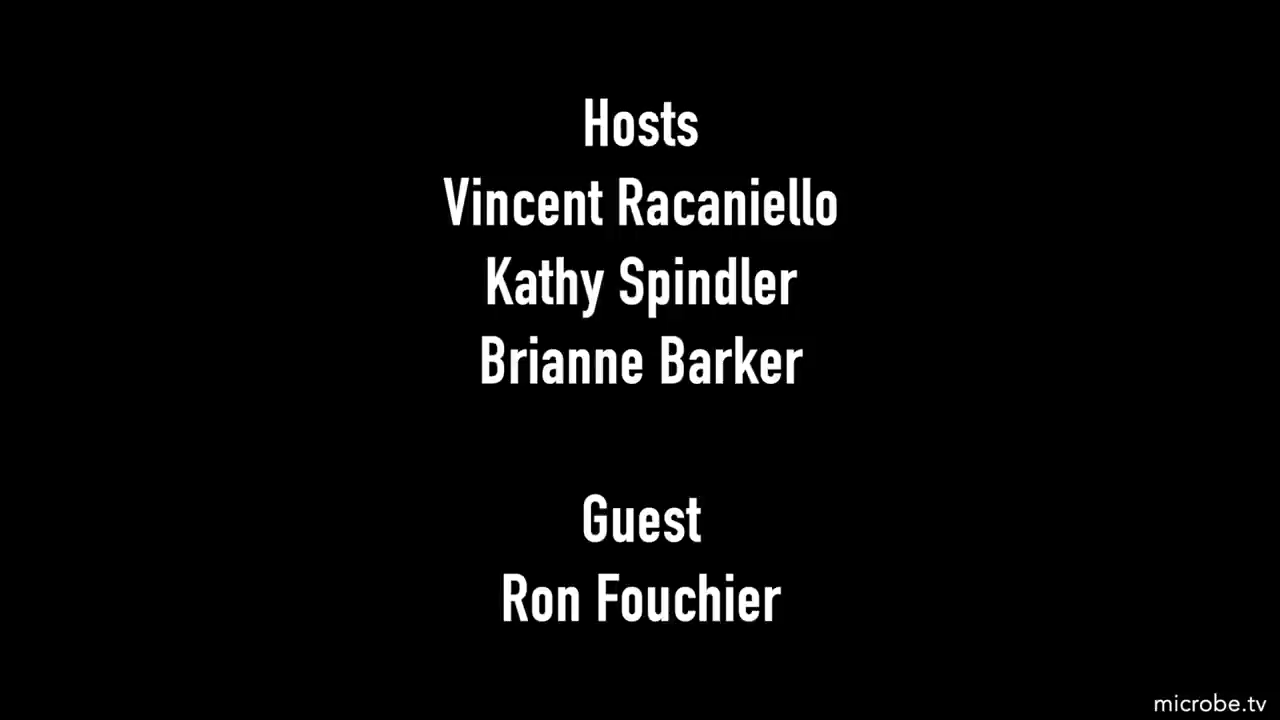 Hosts
Vincent Racaniello
Kathy Spindler
Brianne Barker
Guest
Ron Fouchier
microbe.tv